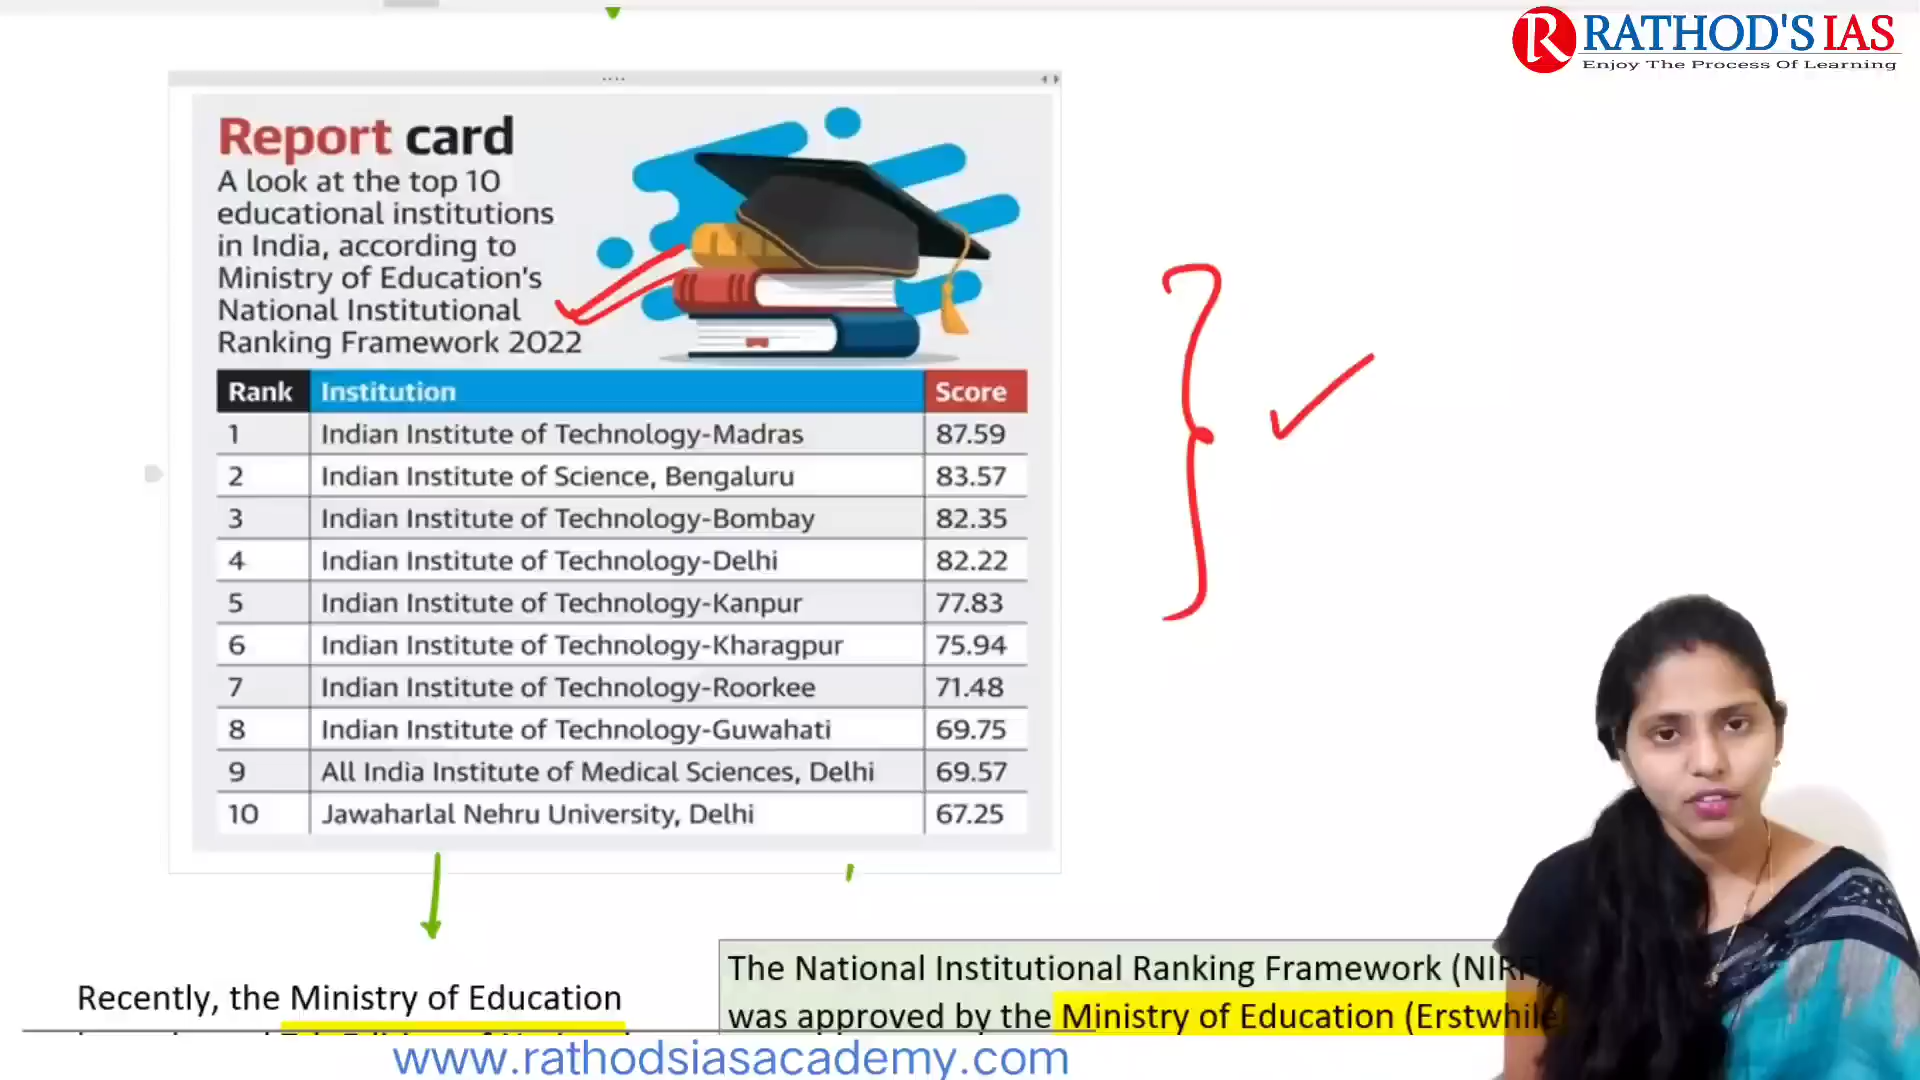 RATHOD'S IAS
Enjoy The Process Of Learning
Report card
A look at the top 10
educational institutions
in India, according to
Ministry of Education's
National Institutional
Ranking Framework 2022
Rank Institution Score
1 Indian Institute of Technology-Madras 87.59
2 Indian Institute of Science, Bengaluru 83.57
3 Indian Institute of Technology-Bombay 82.35
4 Indian Institute of Technology-Delhi 82.22
5 Indian Institute of Technology-Kanpur 77.83
6 Indian Institute of Technology-Kharagpur 75.94
7 Indian Institute of Technology-Roorkee 71.48
8 Indian Institute of Technology-Guwahati 69.75
9 All India Institute of Medical Sciences, Delhi 69.57
10 Jawaharlal Nehru University, Delhi 67.25
Recently, the Ministry of Education
The National Institutional Ranking Framework (NIRF)
was approved by the Ministry of Education (Erstwhile
www.rathodsiasacademy.com